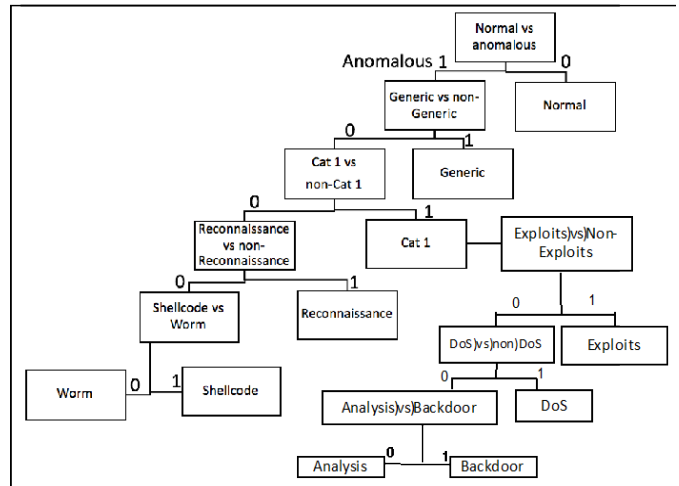 Normal vs
anomalous
Anomalous 1
0
Generic vs non-
Generic
Normal
0
1
Cat 1 vs
non-Cat 1
Generic
0
1
Reconnaissance
vs non-
Reconnaissance
Cat 1
Exploits)vs)Non-
Exploits
0
1
Shellcode vs
Worm
Reconnaissance
0
1
DoS)vs)non)DoS
Exploits
Worm
0
1
Shellcode
0
1
Analysis)vs)Backdoor
DoS
0
1
Analysis
Backdoor